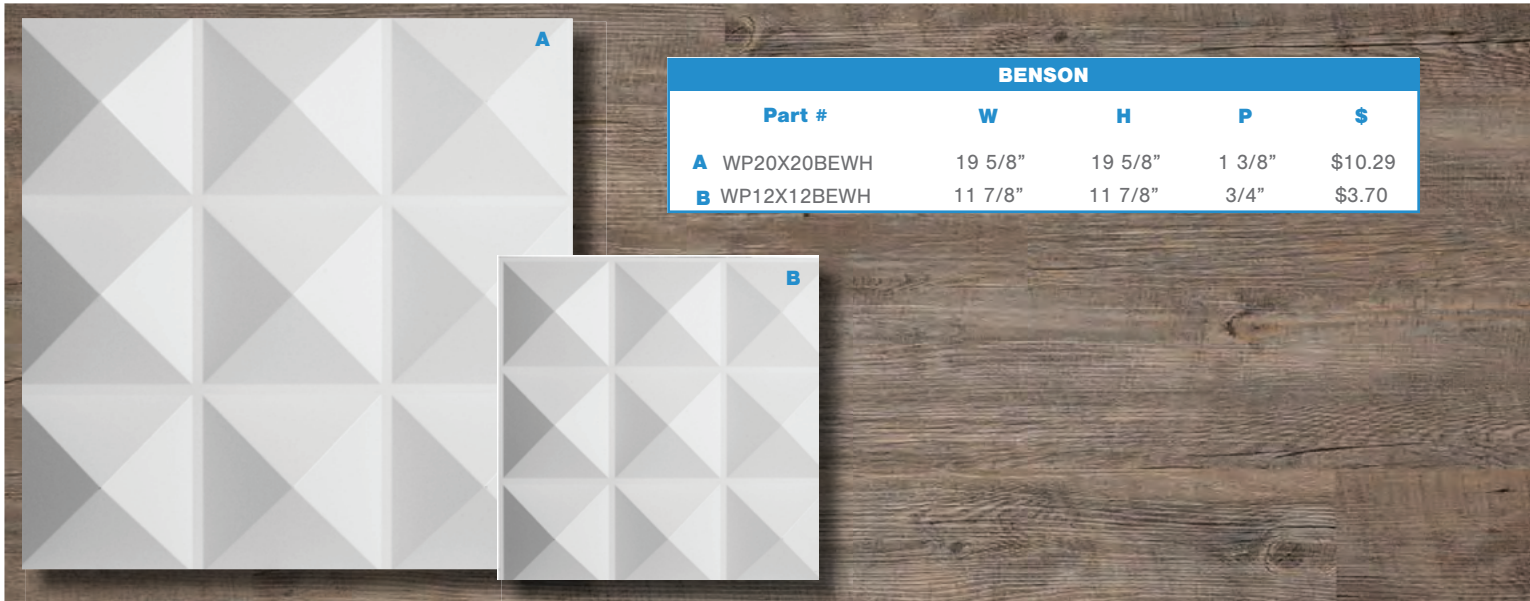 A
BENSON
Part # W H P $
A WP20X20BEWH 19 5/8” 19 5/8” 1 3/8” $10.29
B WP12X12BEWH 11 7/8” 11 7/8” 3/4” $3.70
B